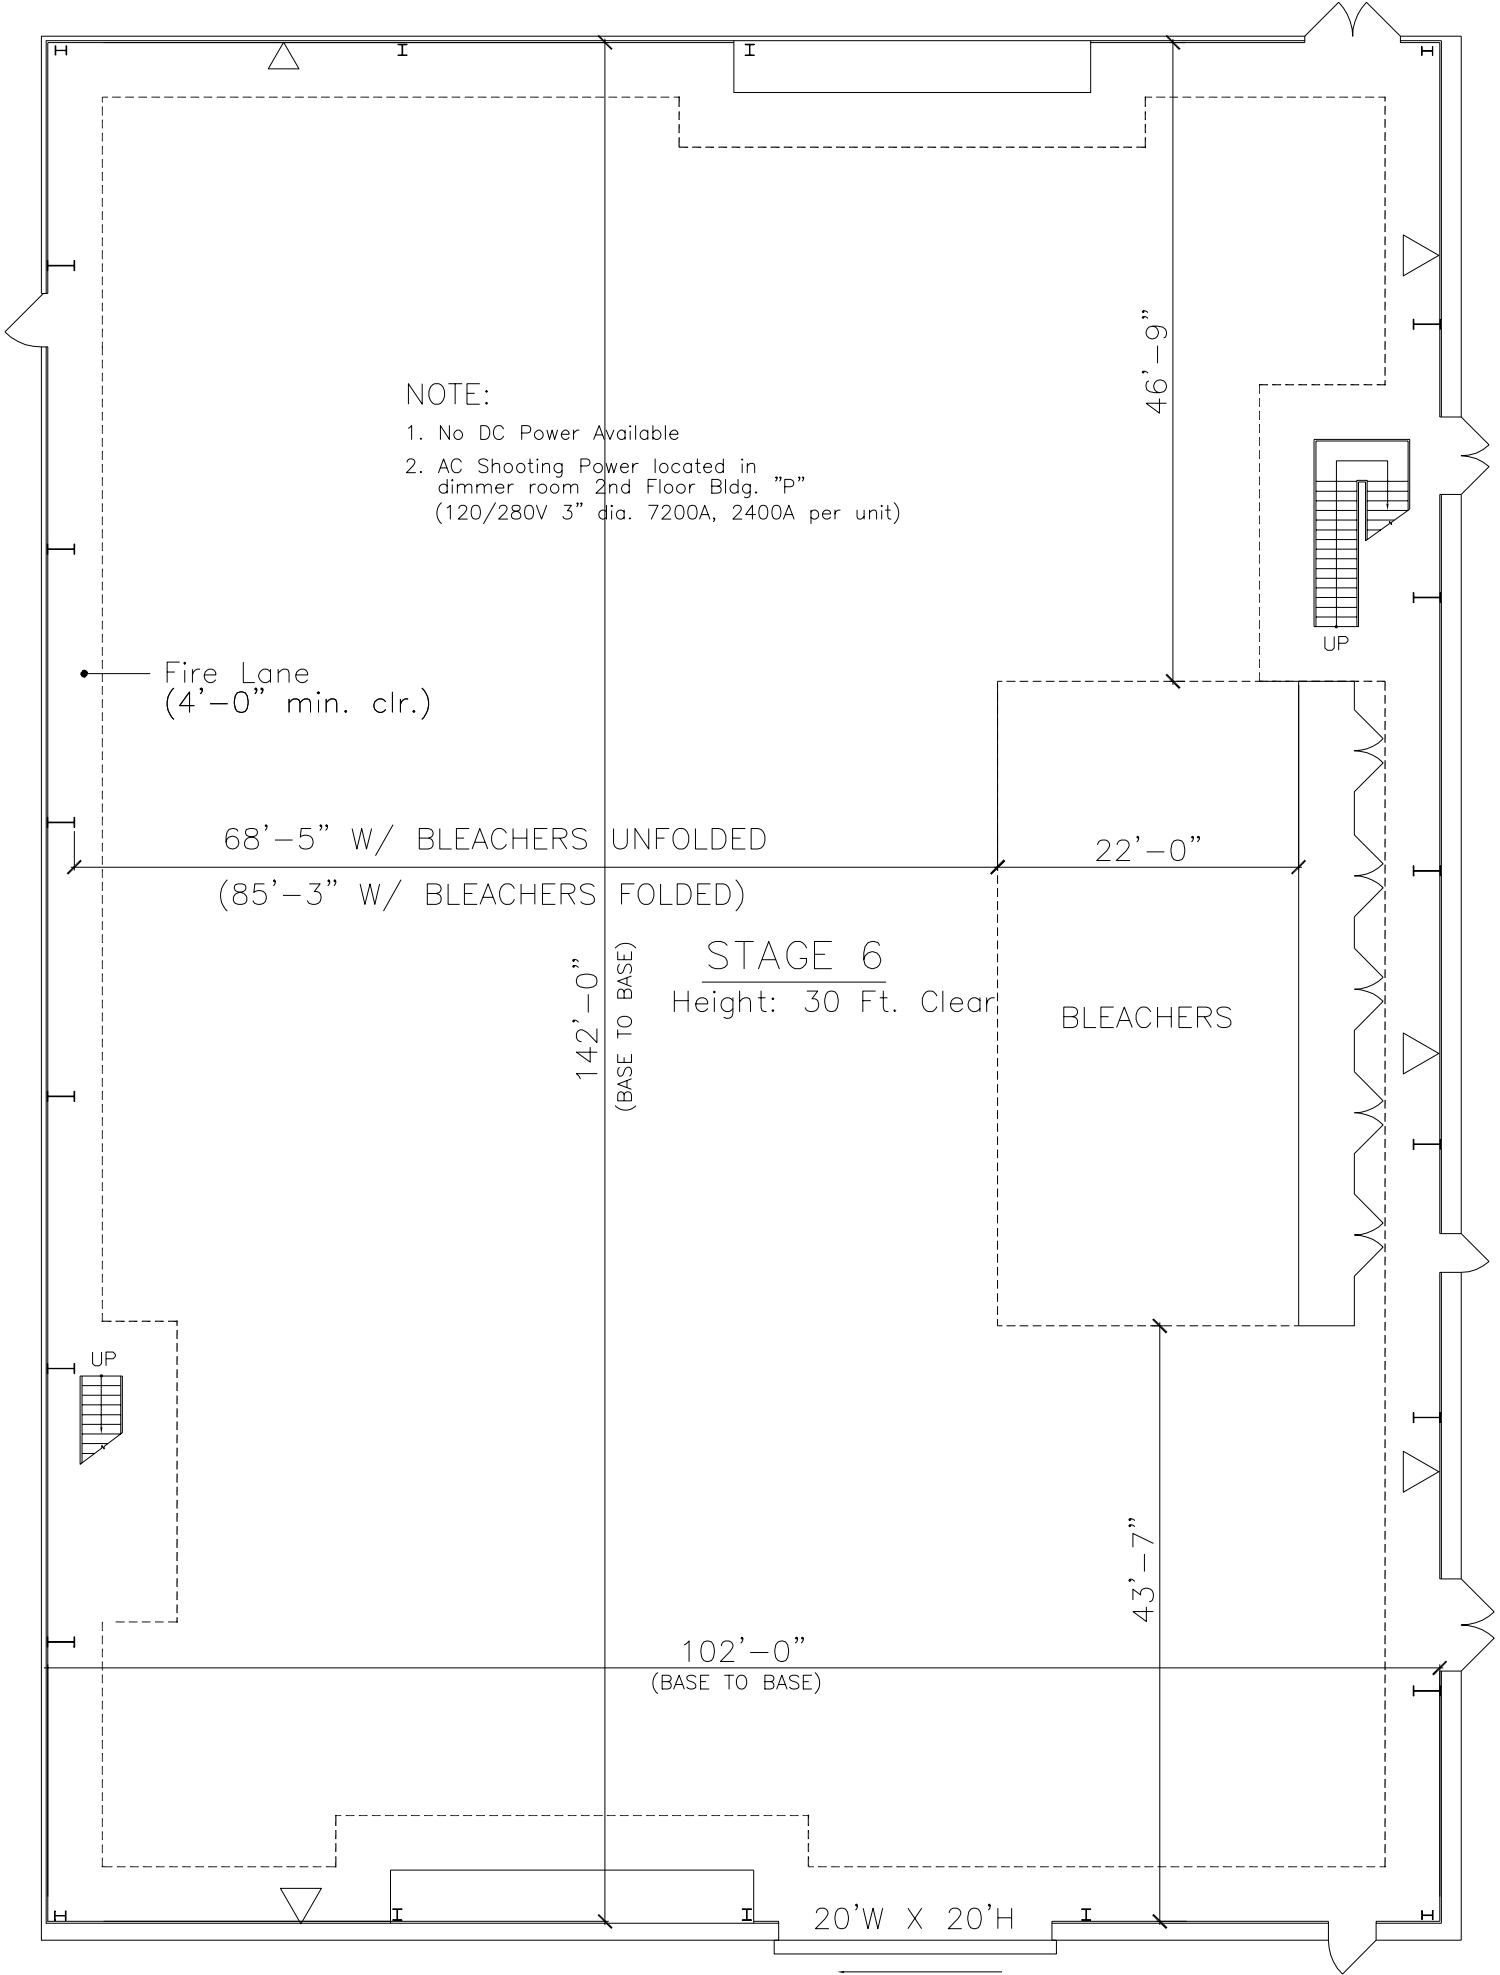 46'-9"
NOTE:
1. No DC Power Available
2. AC Shooting Power located in
dimmer room 2nd Floor Bldg. "P"
(120/280V 3" dia. 7200A, 2400A per unit)
UP
Fire Lane
(4'-0" min. clr.)
68'-5" W/ BLEACHERS UNFOLDED
22'-0"
(85'-3" W/ BLEACHERS FOLDED)
STAGE 6
Height: 30 Ft. Clear
142'-0"
(BASE TO BASE)
BLEACHERS
UP
43'-7"
102'-0"
(BASE TO BASE)
20'W X 20'H